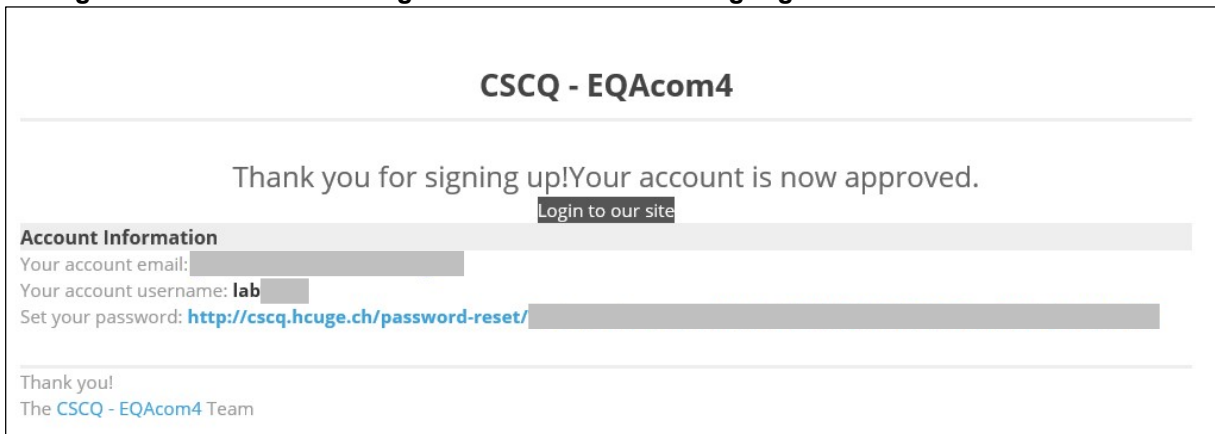 CSCQ - EQAcom4
Thank you for signing up!Your account is now approved.
Login to our site
Account Information
Your account email:
Your account username: lab
Set your password: http://cscq.hcuge.ch/password-reset/
Thank you!
The CSCQ - EQAcom4 Team